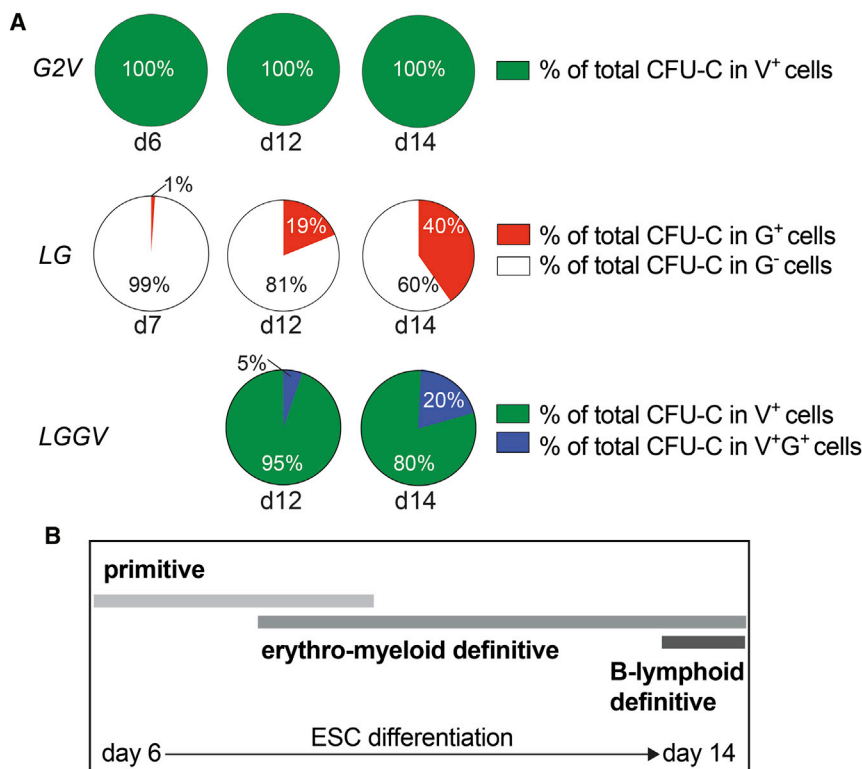 A
G2V
100%
100%
100%
% of total CFU-C in V⁺ cells
d6
d12
d14
LG
1%
99%
19%
81%
40%
60%
% of total CFU-C in G⁺ cells
% of total CFU-C in G⁻ cells
d7
d12
d14
LGGV
5%
95%
20%
80%
% of total CFU-C in V⁺ cells
% of total CFU-C in V⁺G⁺ cells
d12
d14
B
primitive
erythro-myeloid definitive
B-lymphoid
definitive
ESC differentiation
day 6
day 14